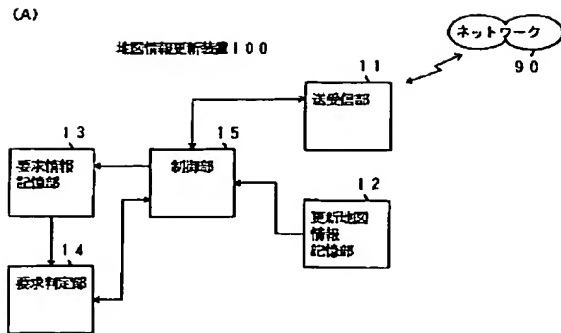 (A)
地図情報更新装置100
ネットワーク
90
11
送受信部
13
要求情報
記憶部
15
制御部
12
更新地図
情報
記憶部
14
要求判定部